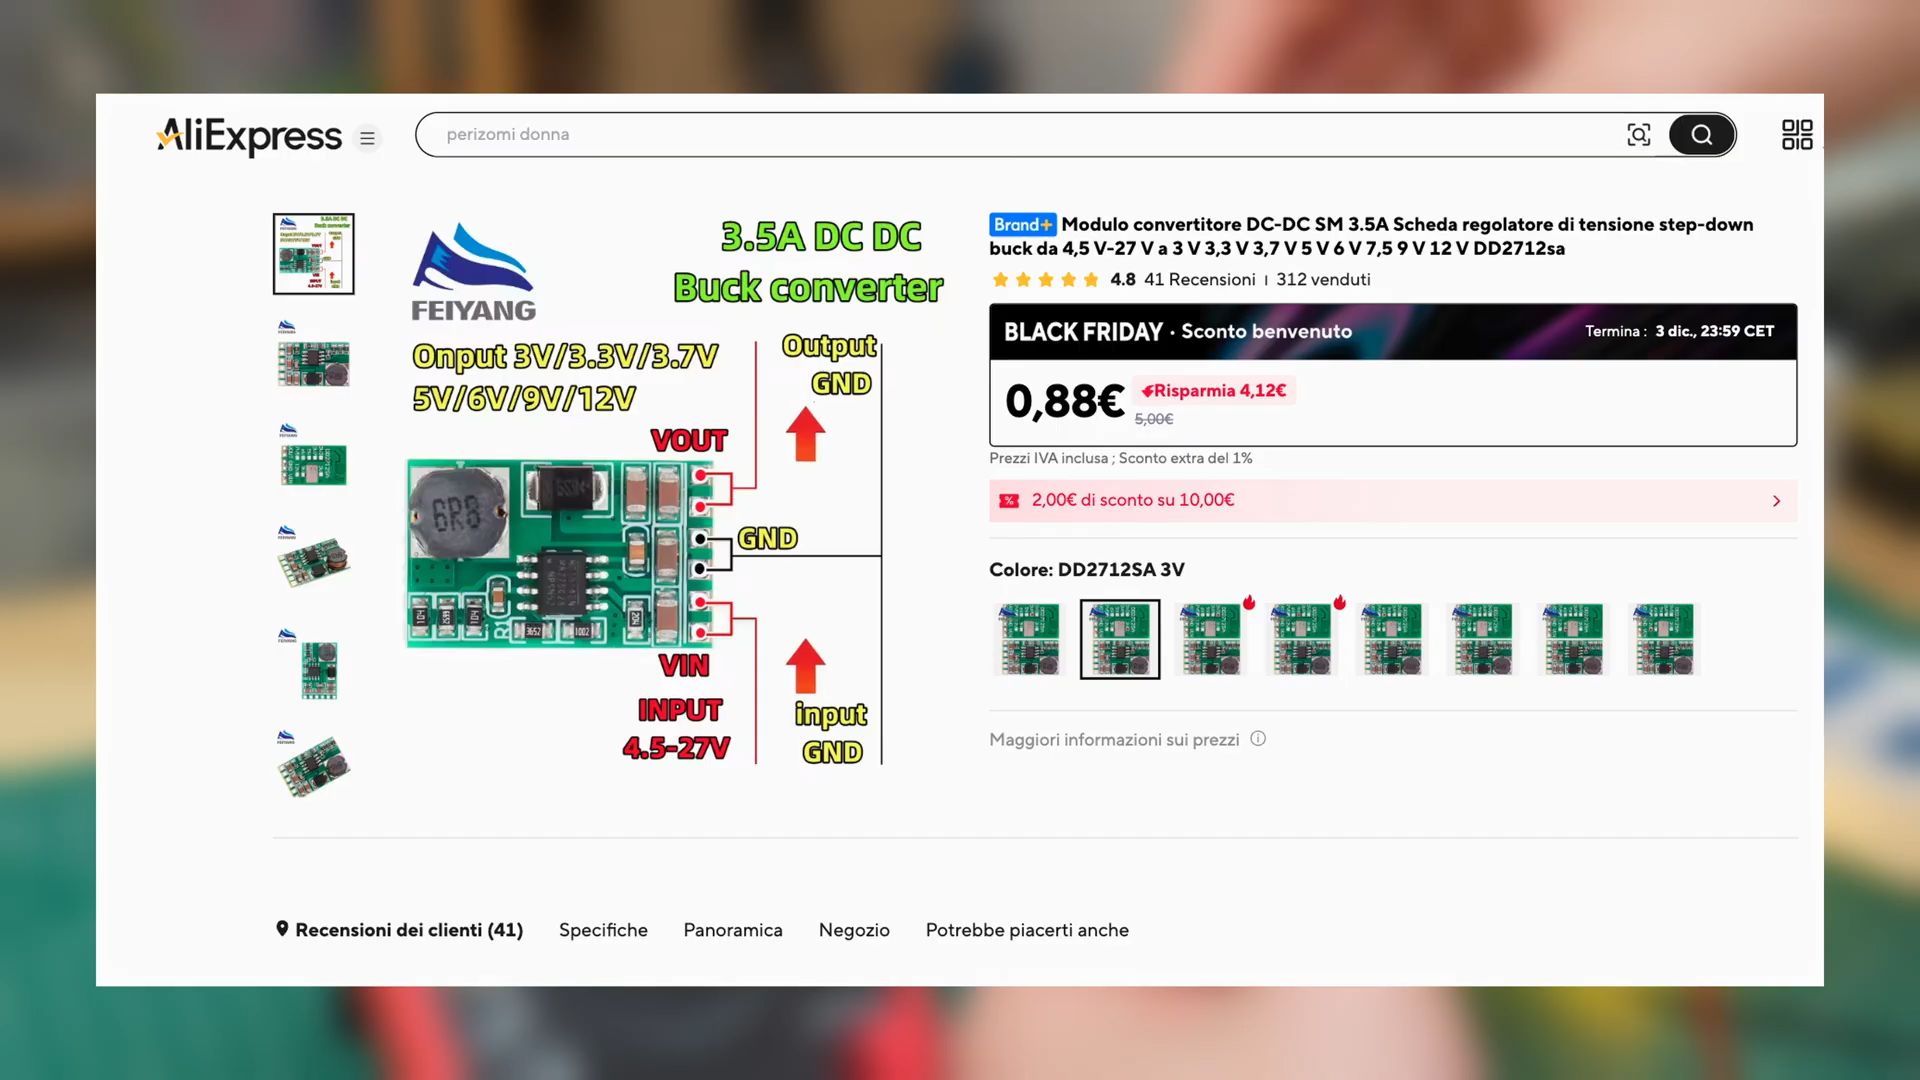 AliExpress
perizomi donna
FEIYANG
3.5A DC DC
Buck converter
Onput 3V/3.3V/3.7V
5V/6V/9V/12V
Output
GND
VOUT
6R8
GND
VIN
INPUT
4.5-27V
input
GND
Brand+ Modulo convertitore DC-DC SM 3.5A Scheda regolatore di tensione step-down
buck da 4,5 V-27 V a 3 V 3,3 V 3,7 V 5 V 6 V 7,5 9 V 12 V DD2712sa
4.8 41 Recensioni | 312 venduti
BLACK FRIDAY · Sconto benvenuto
Termina : 3 dic., 23:59 CET
0,88€
Risparmia 4,12€
5,00€
Prezzi IVA inclusa ; Sconto extra del 1%
2,00€ di sconto su 10,00€
Colore: DD2712SA 3V
Maggiori informazioni sui prezzi
Recensioni dei clienti (41) Specifiche Panoramica Negozio Potrebbe piacerti anche